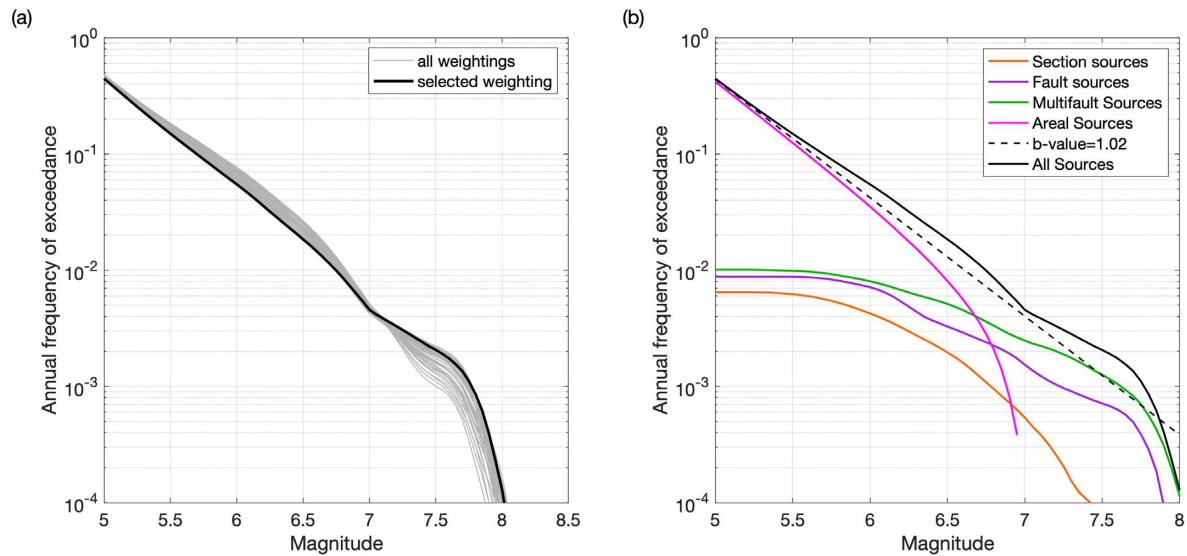 (a)
10^0
10^-1
10^-2
10^-3
10^-4
Annual frequency of exceedance
all weightings
selected weighting
5 5.5 6 6.5 7 7.5 8 8.5
Magnitude
(b)
10^0
10^-1
10^-2
10^-3
10^-4
Annual frequency of exceedance
Section sources
Fault sources
Multifault Sources
Areal Sources
b-value=1.02
All Sources
5 5.5 6 6.5 7 7.5 8
Magnitude